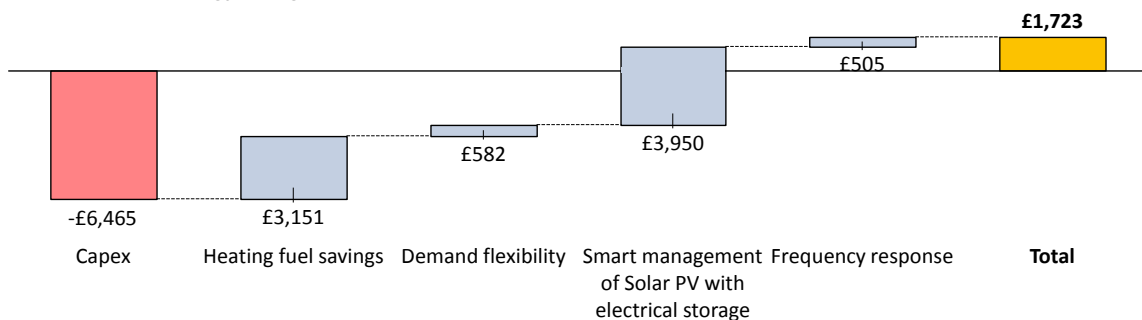 £1,723
£505
£582
£3,950
-£6,465
£3,151
Capex
Heating fuel savings
Demand flexibility
Smart management
of Solar PV with
electrical storage
Frequency response
Total